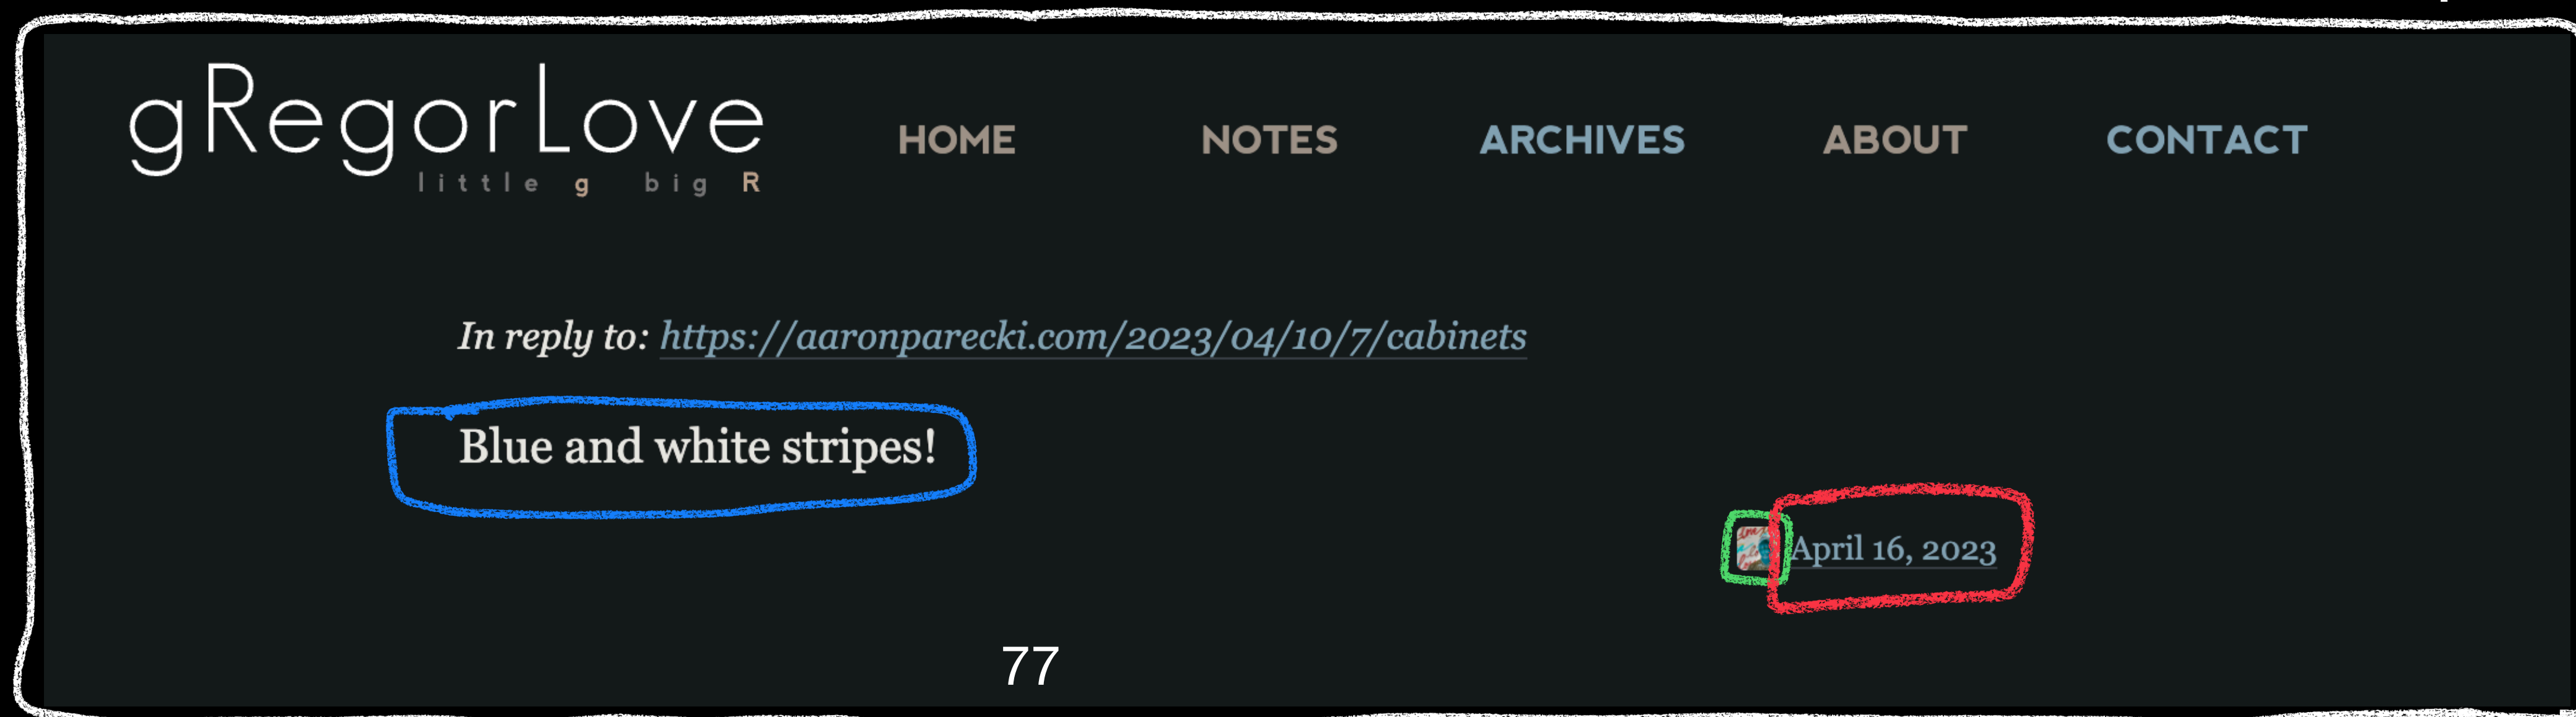 gRegorLove HOME NOTES ARCHIVES ABOUT CONTACT
little g big R
In reply to: https://aaronparecki.com/2023/04/10/7/cabinets
Blue and white stripes!
April 16, 2023
77